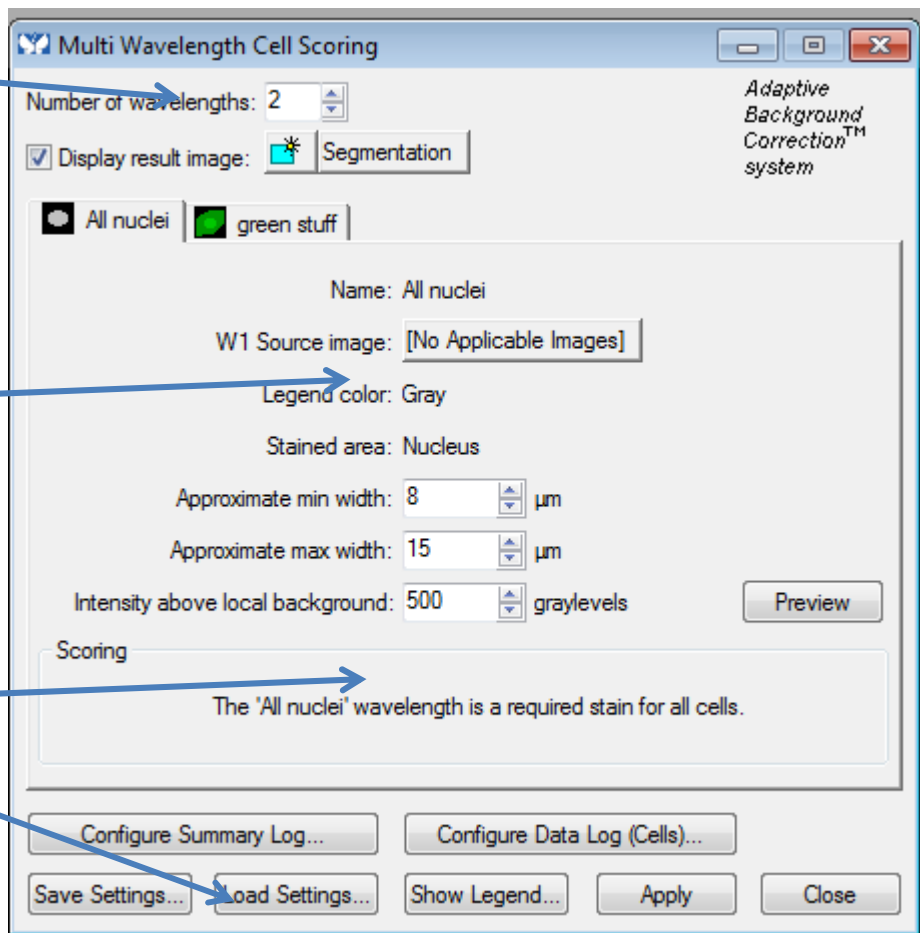 Multi Wavelength Cell Scoring
Number of wavelengths: 2
Adaptive
Background
Correction™
system
Display result image: Segmentation
All nuclei green stuff
Name: All nuclei
W1 Source image: [No Applicable Images]
Legend color: Gray
Stained area: Nucleus
Approximate min width: 8 µm
Approximate max width: 15 µm
Intensity above local background: 500 graylevels Preview
Scoring
The 'All nuclei' wavelength is a required stain for all cells.
Configure Summary Log... Configure Data Log (Cells)...
Save Settings... Load Settings... Show Legend... Apply Close